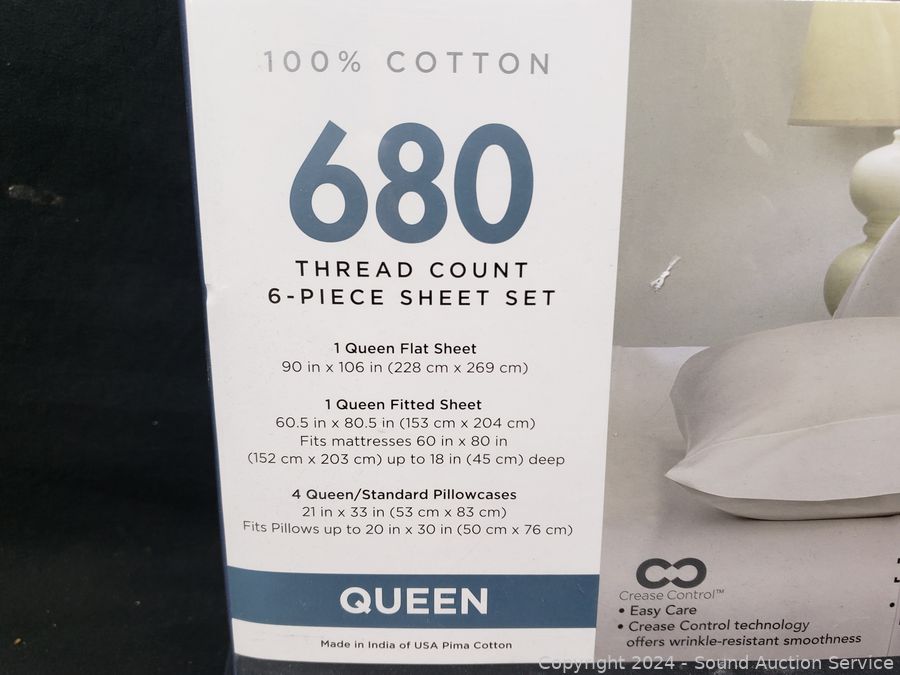 100% COTTON
680
THREAD COUNT
6-PIECE SHEET SET
1 Queen Flat Sheet
90 in x 106 in (228 cm x 269 cm)
1 Queen Fitted Sheet
60.5 in x 80.5 in (153 cm x 204 cm)
Fits mattresses 60 in x 80 in
(152 cm x 203 cm) up to 18 in (45 cm) deep
4 Queen/Standard Pillowcases
21 in x 33 in (53 cm x 83 cm)
Fits Pillows up to 20 in x 30 in (50 cm x 76 cm)
QUEEN
Made in India of USA Pima Cotton
Crease Control™
• Easy Care
• Crease Control technology
offers wrinkle-resistant smoothness
Copyright 2024 - Sound Auction Service